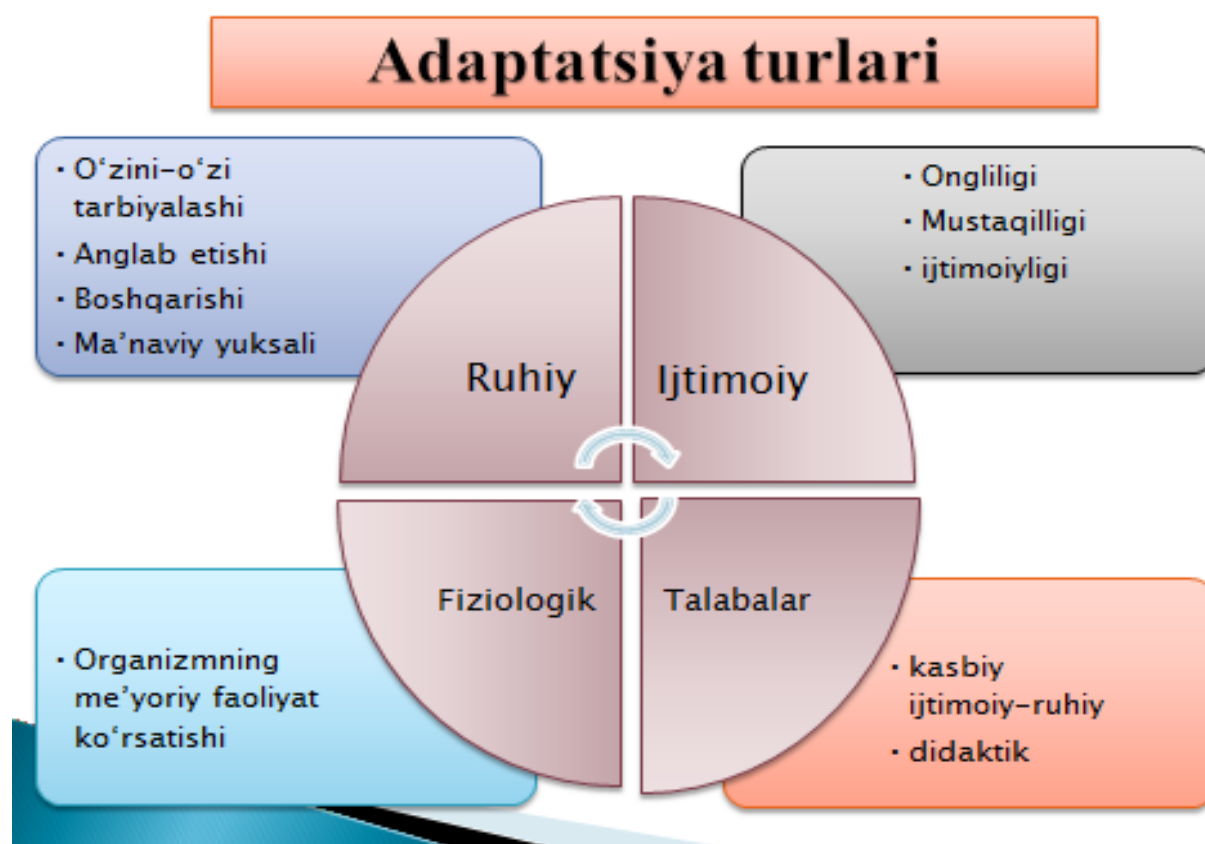 Adaptatsiya turlari
· O‘zini-o‘zi
tarbiyalashi
· Anglab etishi
· Boshqarishi
· Ma’naviy yuksali
· Ongliligi
· Mustaqilligi
· ijtimoiyligi
Ruhiy
Ijtimoiy
Fiziologik
Talabalar
· Organizmning
me’yoriy faoliyat
ko‘rsatishi
· kasbiy
ijtimoiy-ruhiy
· didaktik